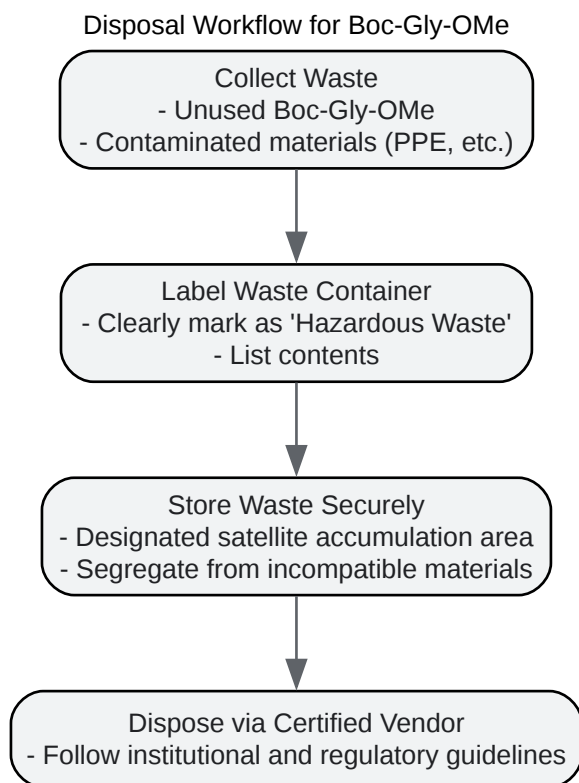 Disposal Workflow for Boc-Gly-OMe
Collect Waste
- Unused Boc-Gly-OMe
- Contaminated materials (PPE, etc.)
Label Waste Container
- Clearly mark as 'Hazardous Waste'
- List contents
Store Waste Securely
- Designated satellite accumulation area
- Segregate from incompatible materials
Dispose via Certified Vendor
- Follow institutional and regulatory guidelines